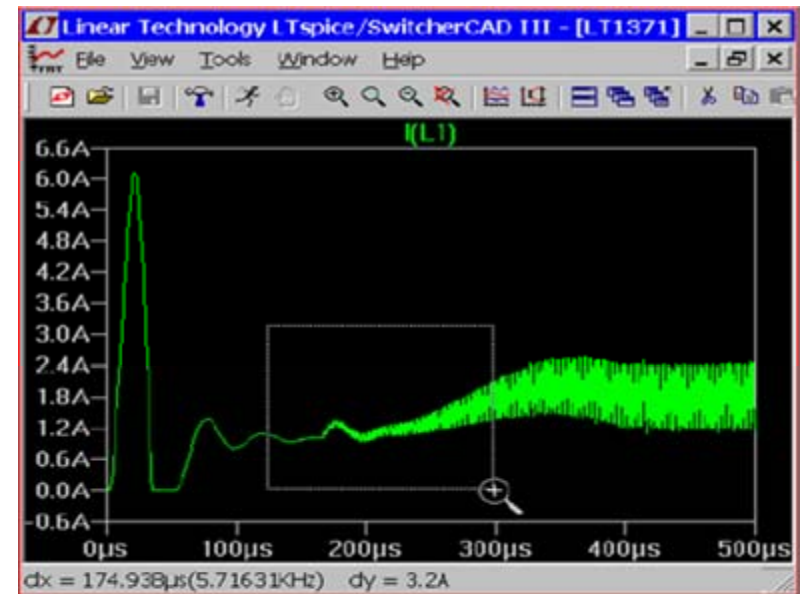 Linear Technology LTspice/SwitcherCAD III - [LT1371]
File View Tools Window Help
I(L1)
6.6A
6.0A
5.4A
4.8A
4.2A
3.6A
3.0A
2.4A
1.8A
1.2A
0.6A
0.0A
-0.6A
0µs 100µs 200µs 300µs 400µs 500µs
dx = 174.938µs(5.71631KHz) dy = 3.2A